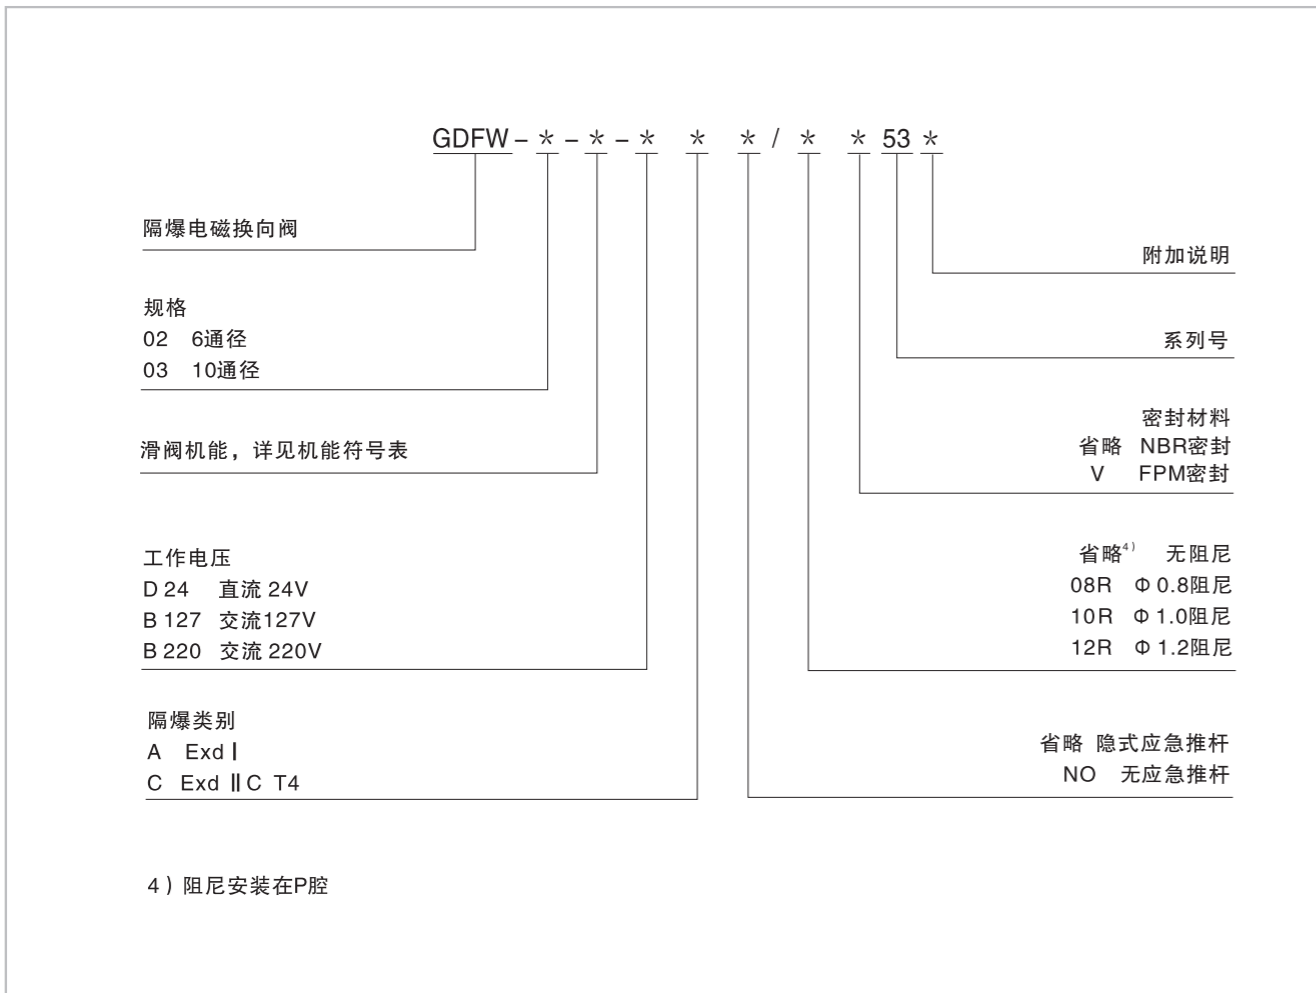 GDFW-*-*-* * */* *53*
隔爆电磁换向阀
规格
02 6通径
03 10通径
滑阀机能，详见机能符号表
工作电压
D 24 直流 24V
B 127 交流127V
B 220 交流 220V
隔爆类别
A Exd Ⅰ
C Exd ⅡC T4
附加说明
系列号
密封材料
省略 NBR密封
V FPM密封
省略4） 无阻尼
08R Φ 0.8阻尼
10R Φ 1.0阻尼
12R Φ 1.2阻尼
省略 隐式应急推杆
NO 无应急推杆
4）阻尼安装在P腔